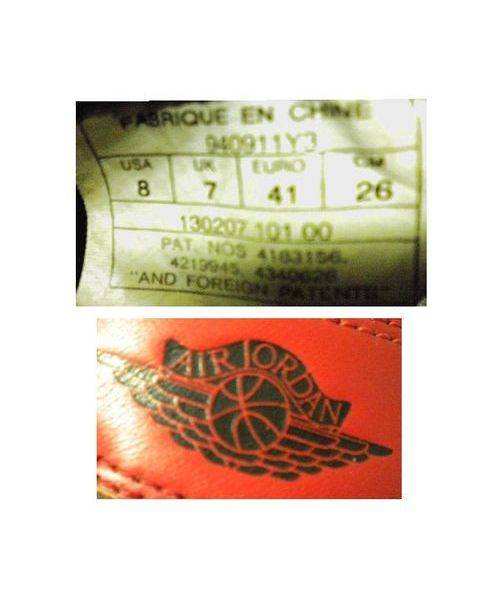 FABRIQUE EN CHINE
940911Y3
USA UK EURO CM
8 7 41 26
130207 101 00
PAT. NOS 4183156,
4219945, 4340626
"AND FOREIGN PATENTS"
AIR JORDAN